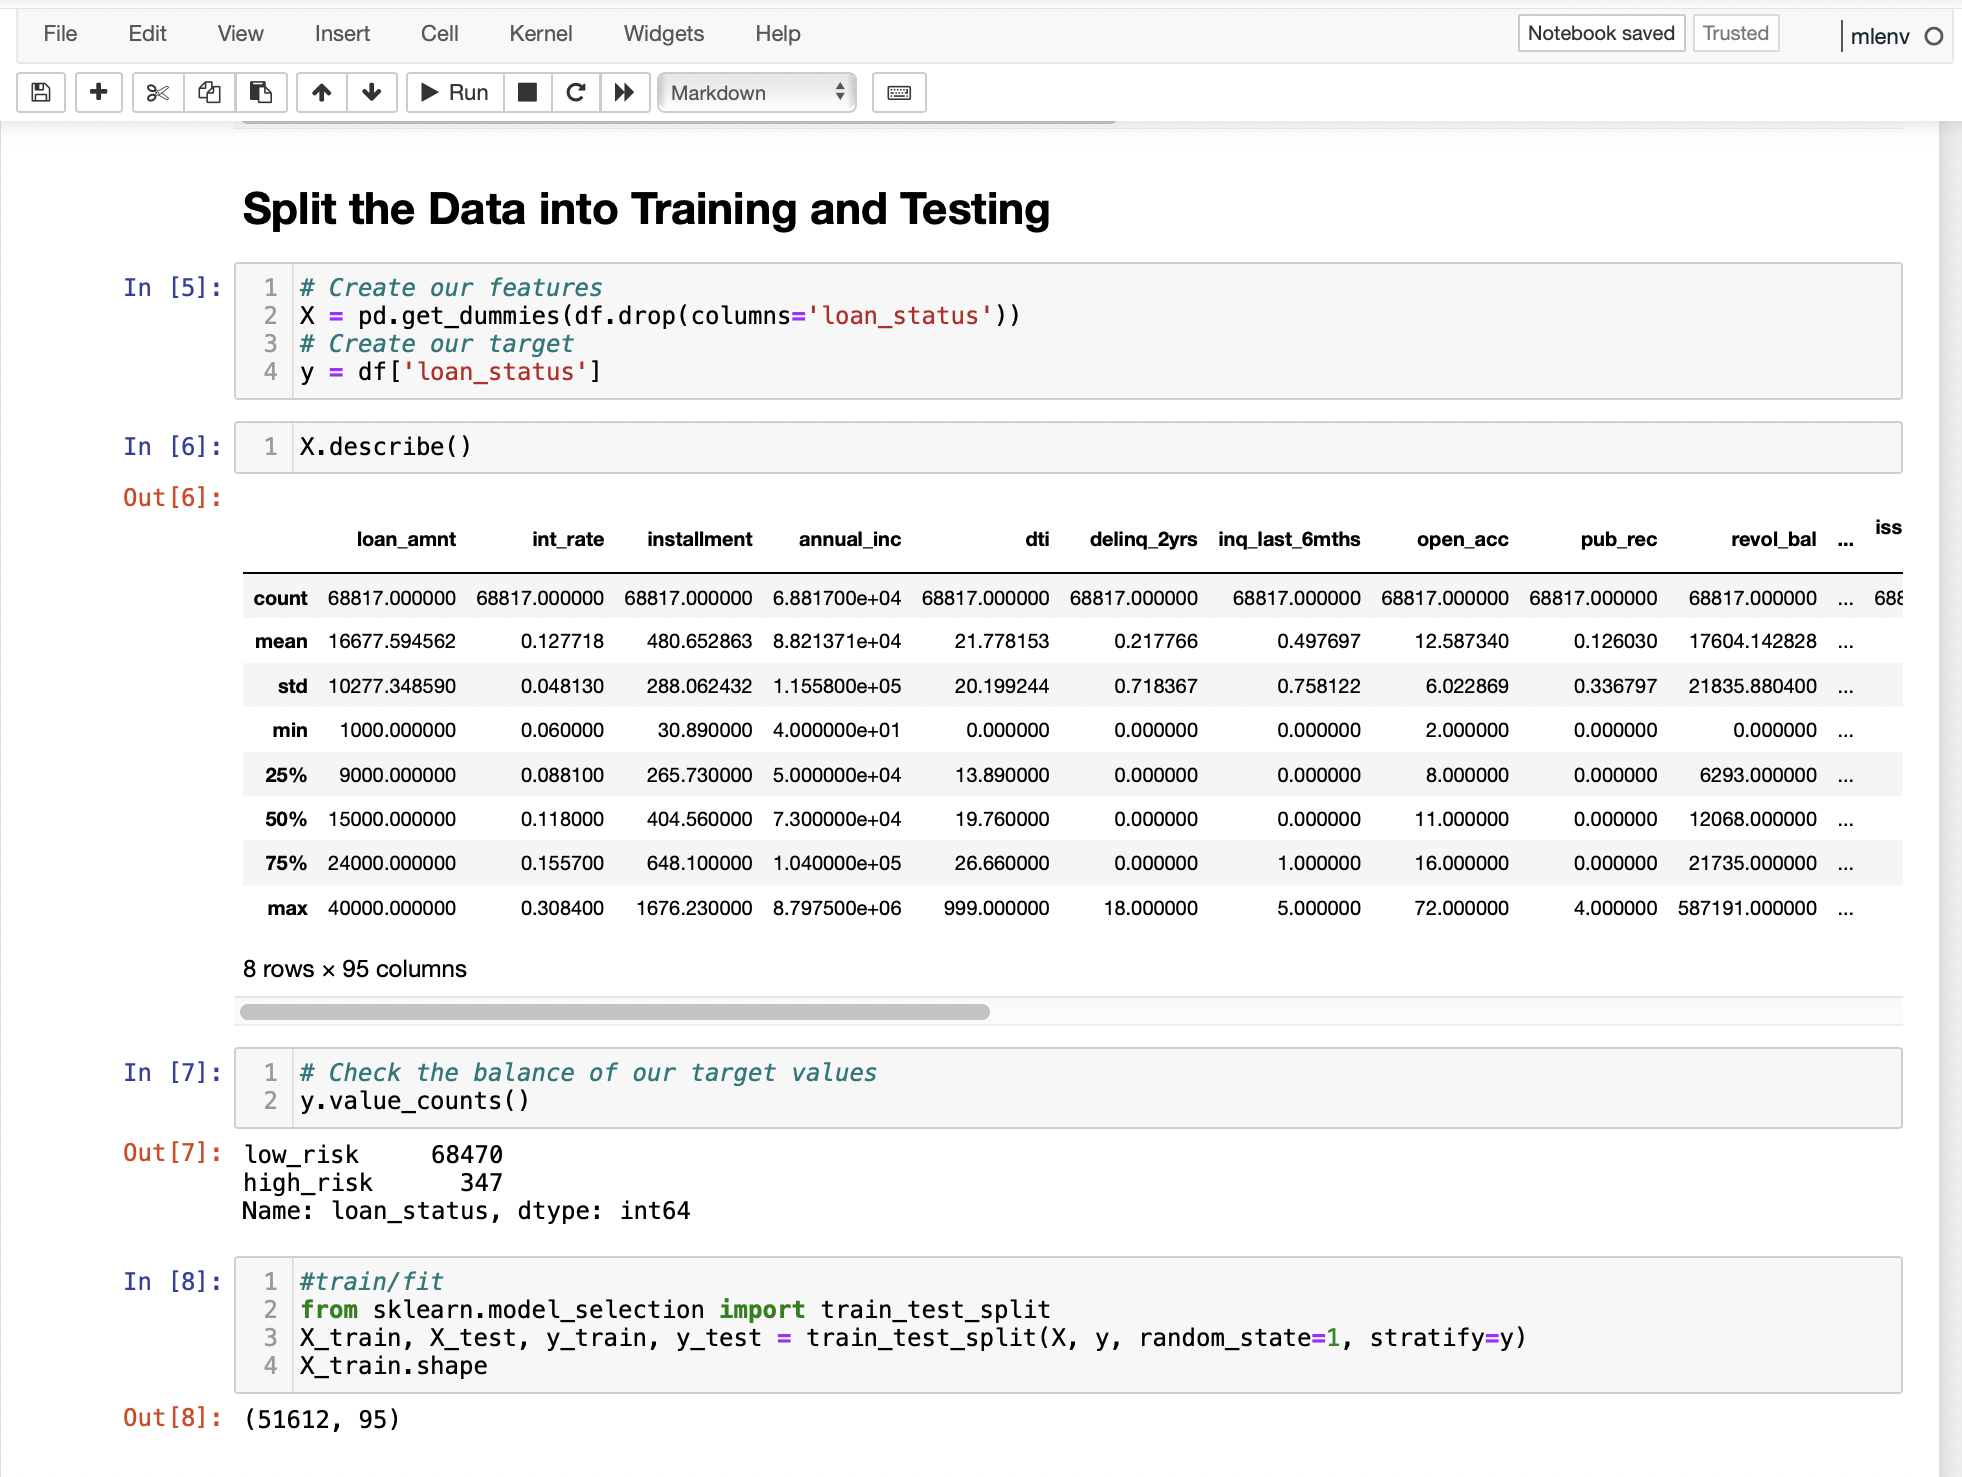 File Edit View Insert Cell Kernel Widgets Help Notebook saved Trusted mlenv
Run Markdown
Split the Data into Training and Testing
In [5]:
1 # Create our features
2 X = pd.get_dummies(df.drop(columns='loan_status'))
3 # Create our target
4 y = df['loan_status']
In [6]:
1 X.describe()
Out[6]:
loan_amnt int_rate installment annual_inc dti delinq_2yrs inq_last_6mths open_acc pub_rec revol_bal ... iss
count 68817.000000 68817.000000 68817.000000 6.881700e+04 68817.000000 68817.000000 68817.000000 68817.000000 68817.000000 68817.000000 ... 688
mean 16677.594562 0.127718 480.652863 8.821371e+04 21.778153 0.217766 0.497697 12.587340 0.126030 17604.142828 ...
std 10277.348590 0.048130 288.062432 1.155800e+05 20.199244 0.718367 0.758122 6.022869 0.336797 21835.880400 ...
min 1000.000000 0.060000 30.890000 4.000000e+01 0.000000 0.000000 0.000000 2.000000 0.000000 0.000000 ...
25% 9000.000000 0.088100 265.730000 5.000000e+04 13.890000 0.000000 0.000000 8.000000 0.000000 6293.000000 ...
50% 15000.000000 0.118000 404.560000 7.300000e+04 19.760000 0.000000 0.000000 11.000000 0.000000 12068.000000 ...
75% 24000.000000 0.155700 648.100000 1.040000e+05 26.660000 0.000000 1.000000 16.000000 0.000000 21735.000000 ...
max 40000.000000 0.308400 1676.230000 8.797500e+06 999.000000 18.000000 5.000000 72.000000 4.000000 587191.000000 ...
8 rows × 95 columns
In [7]:
1 # Check the balance of our target values
2 y.value_counts()
Out[7]:
low_risk 68470
high_risk 347
Name: loan_status, dtype: int64
In [8]:
1 #train/fit
2 from sklearn.model_selection import train_test_split
3 X_train, X_test, y_train, y_test = train_test_split(X, y, random_state=1, stratify=y)
4 X_train.shape
Out[8]:
(51612, 95)